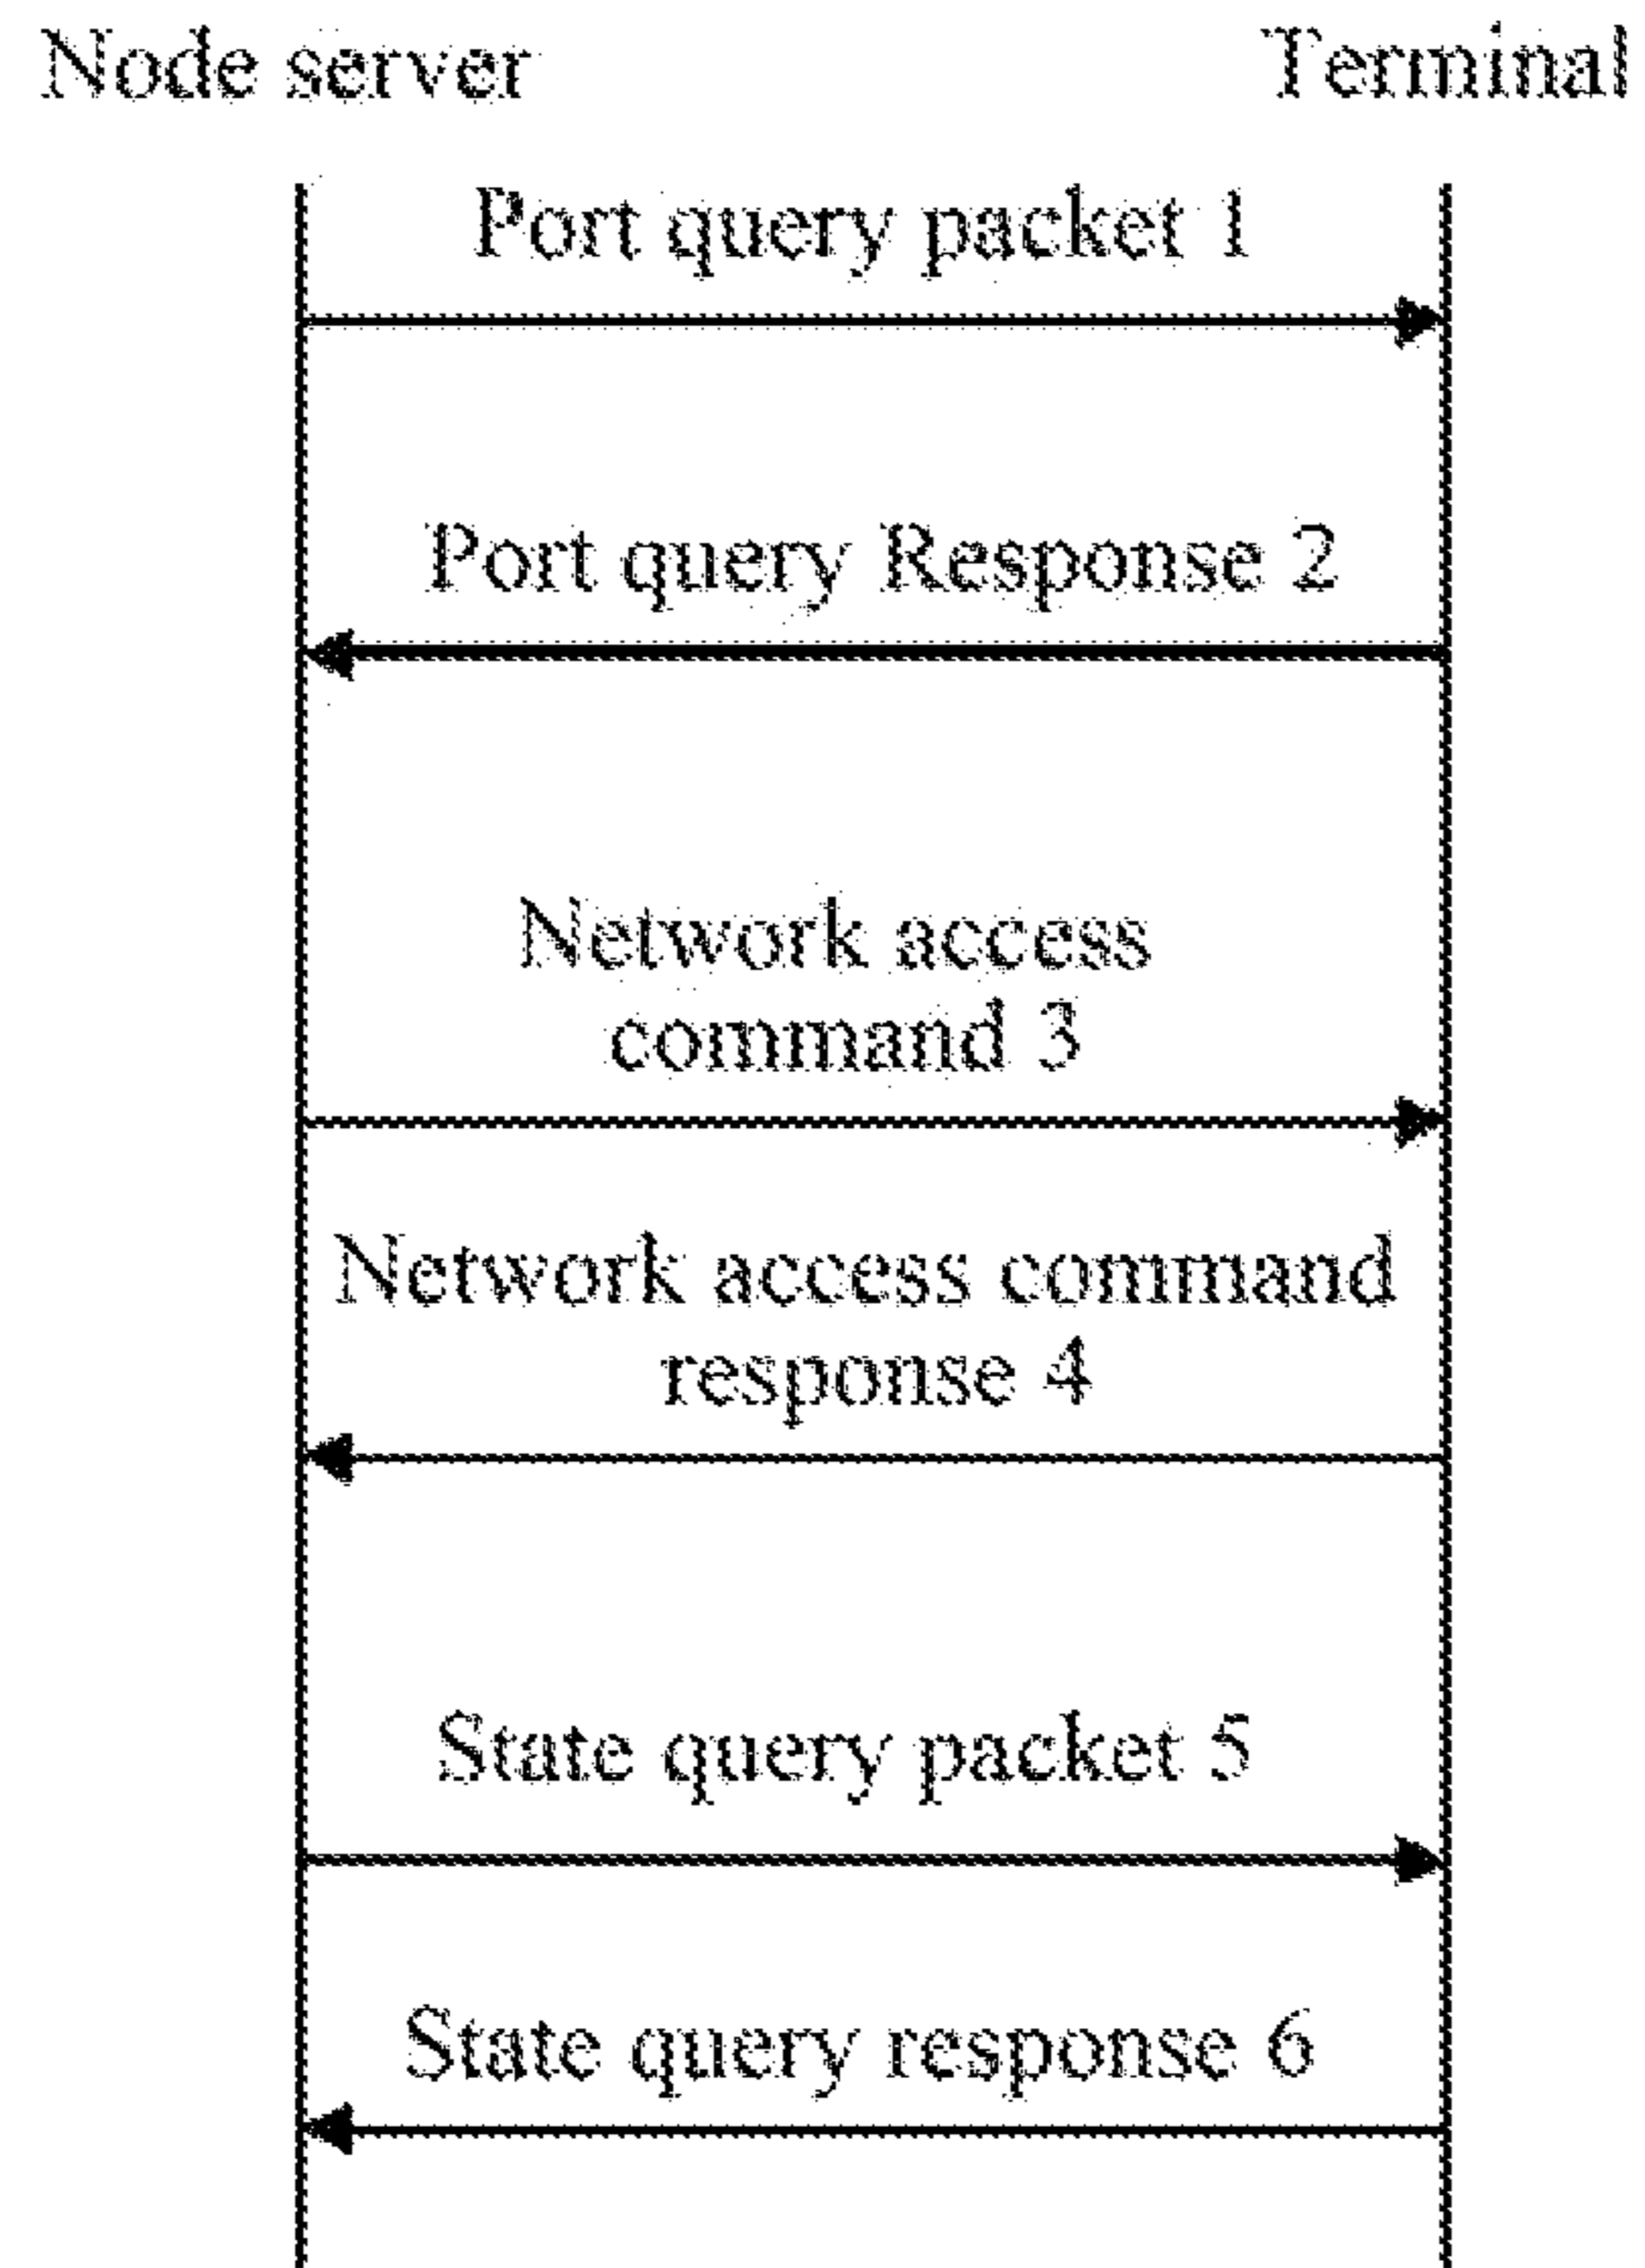 Node server
Terminal
Port query packet 1
Port query Response 2
Network access
command 3
Network access command
response 4
State query packet 5
State query response 6